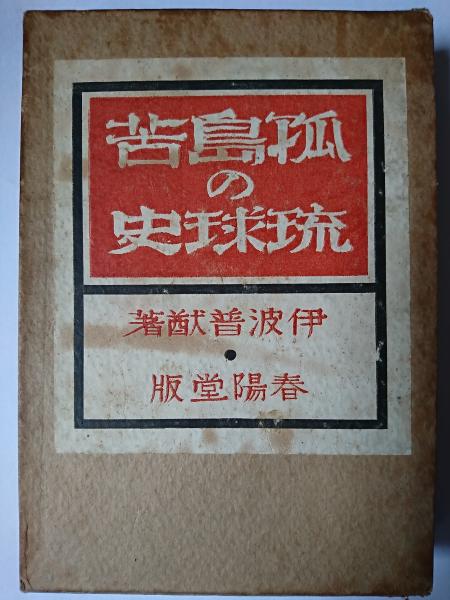 孤島苦
の
琉球史
伊波普猷著
●
春陽堂版